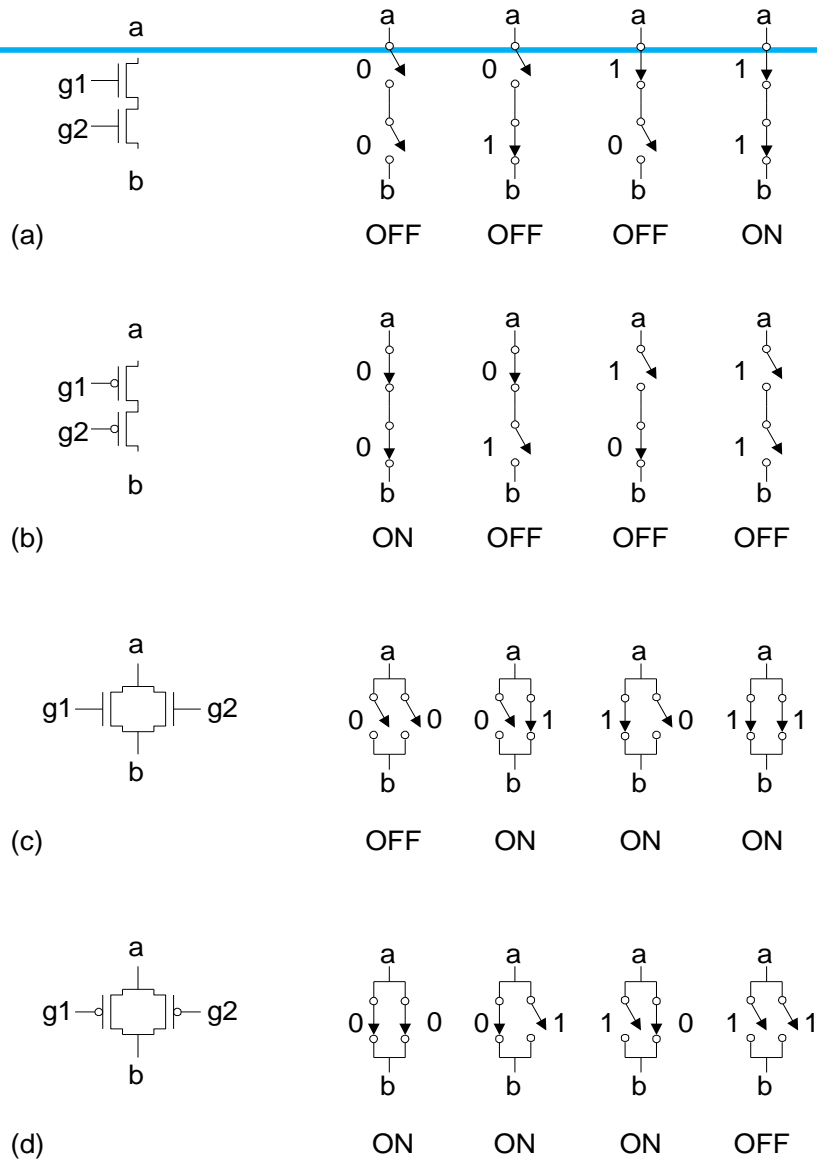 a a a a a
g1 0 0 1 1
g2 0 1 0 1
b b b b b
(a) OFF OFF OFF ON
a a a a a
g1 0 0 1 1
g2 0 1 0 1
b b b b b
(b) ON OFF OFF OFF
a a a a a
g1 g2 0 0 0 1 1 0 1 1
b b b b b
(c) OFF ON ON ON
a a a a a
g1 g2 0 0 0 1 1 0 1 1
b b b b b
(d) ON ON ON OFF